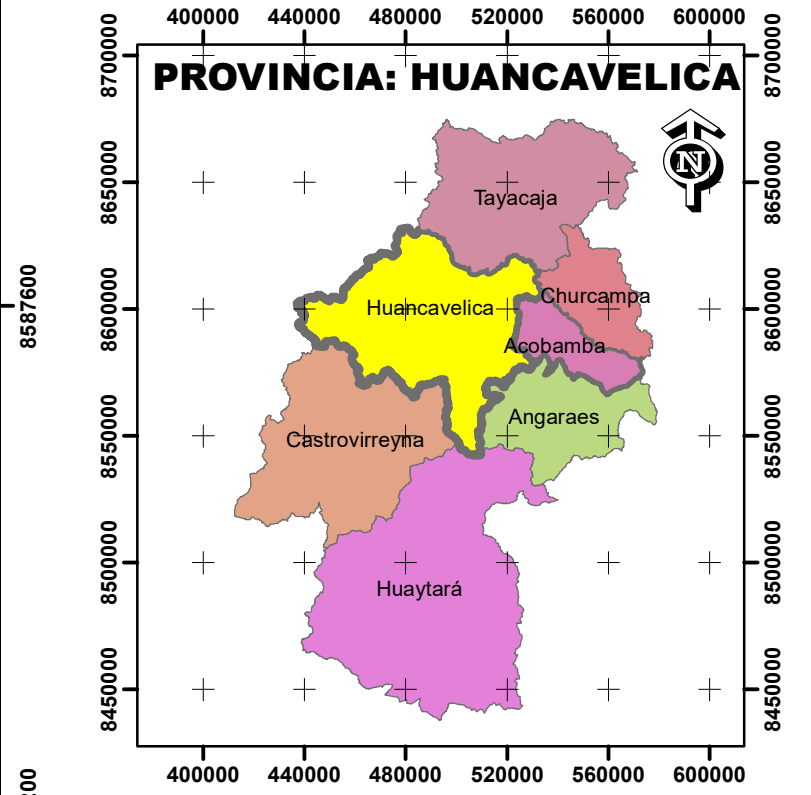 400000 440000 480000 520000 560000 600000
PROVINCIA: HUANCAVELICA
N
8700000 8700000
8650000 8650000
Tayacaja
8587600
8600000 8600000
Churcampa
Huancavelica
Acobamba
Angaraes
8550000 8550000
Castrovirreyna
8500000 8500000
Huaytará
8450000 8450000
400000 440000 480000 520000 560000 600000